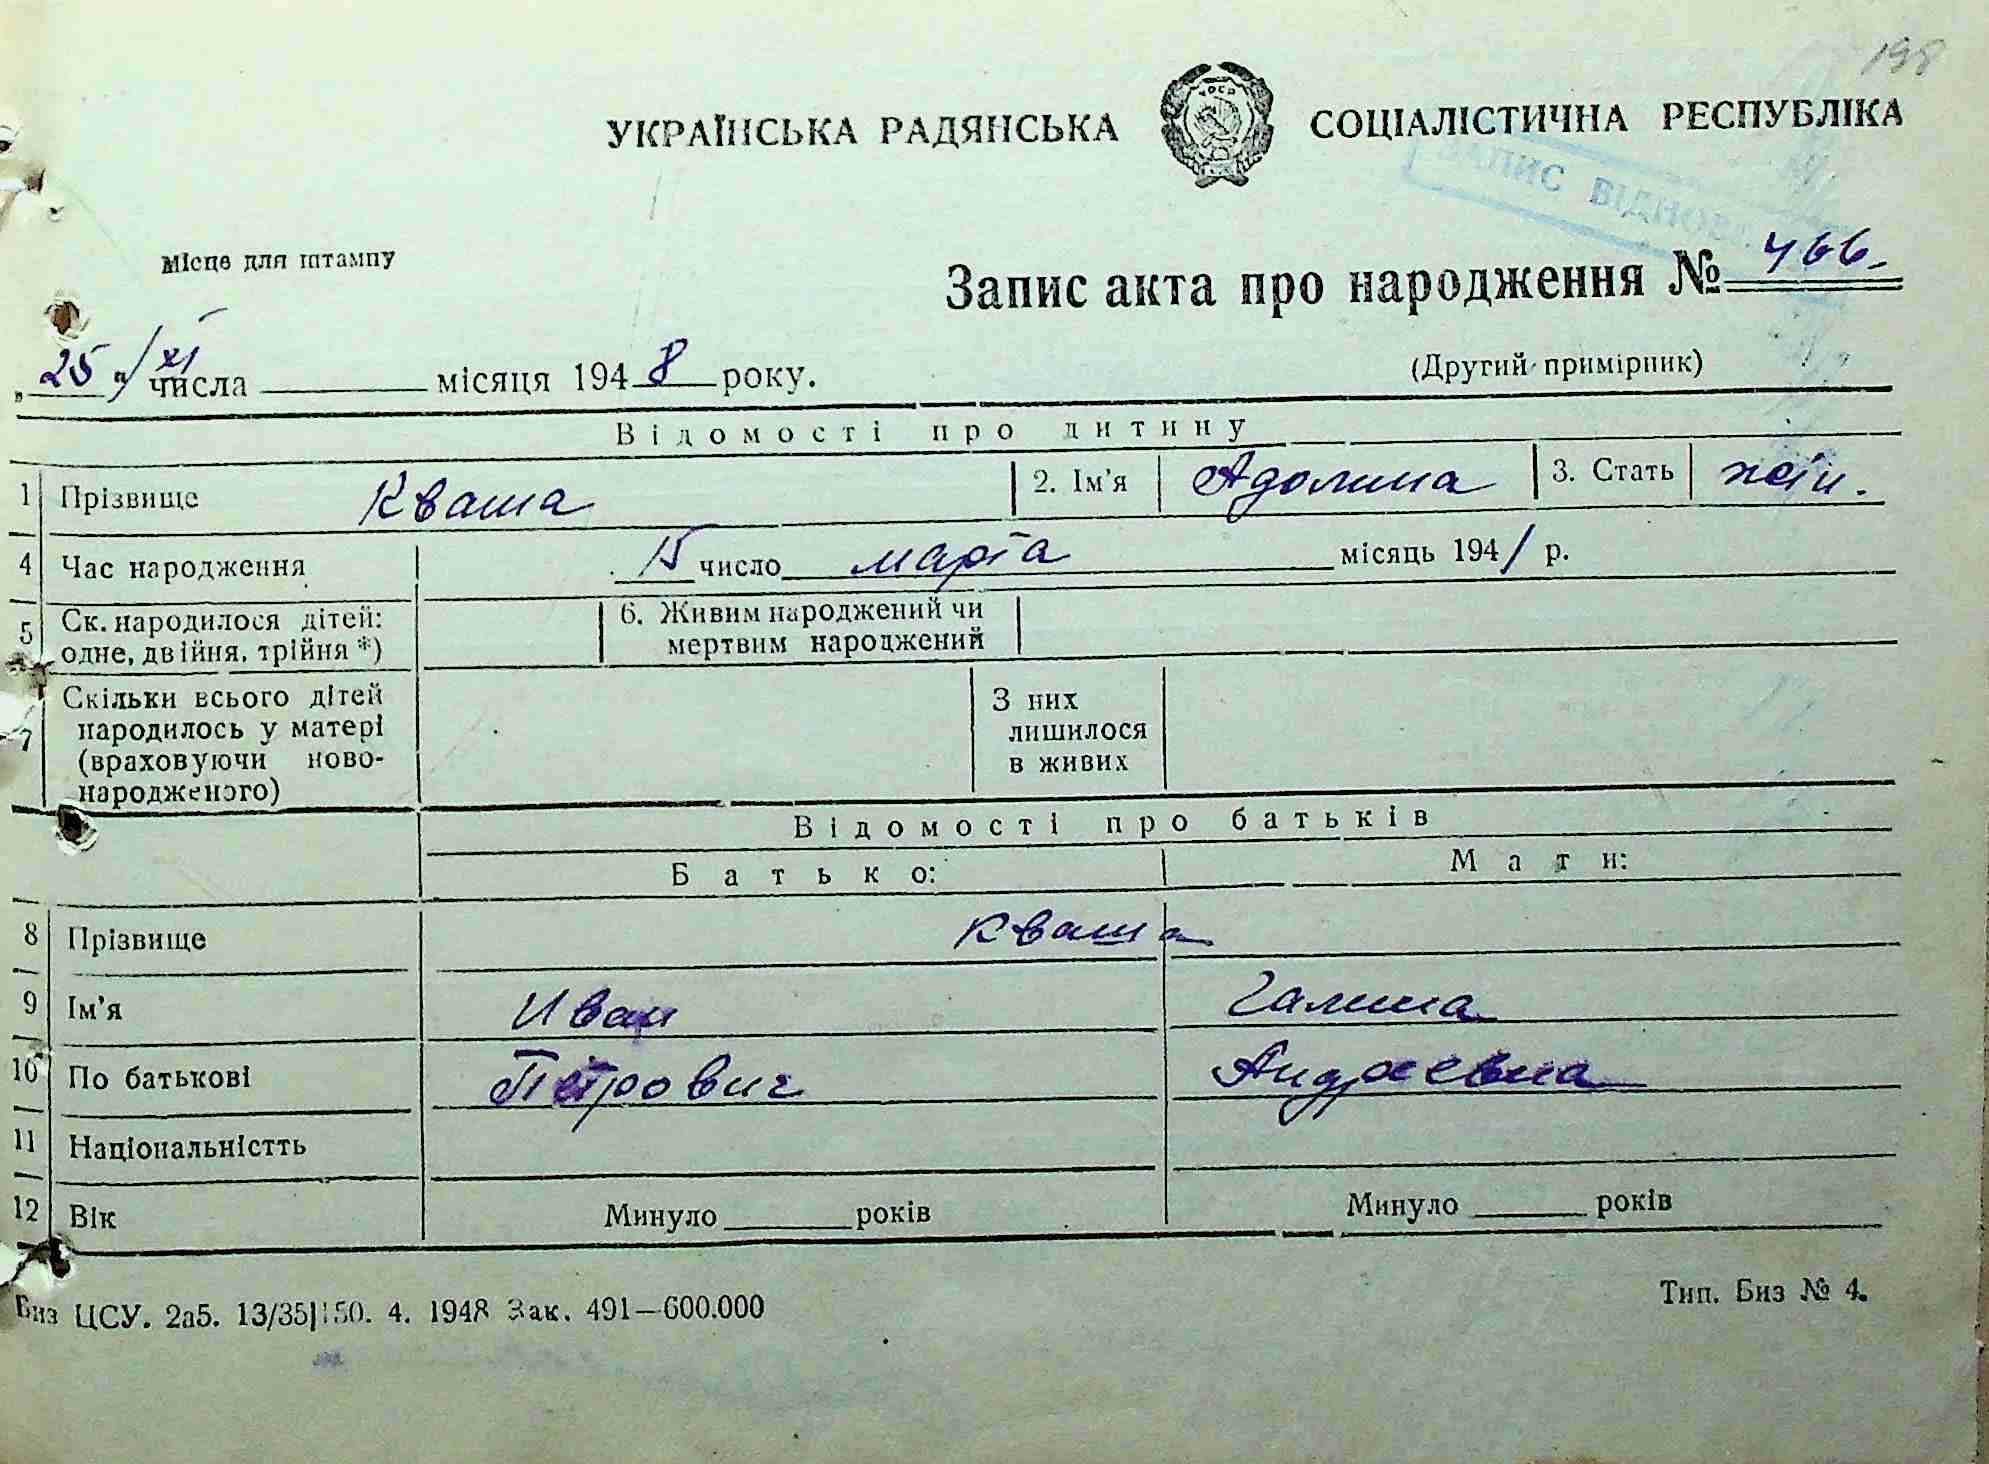 198
УКРАЇНСЬКА РАДЯНСЬКА СОЦІАЛІСТИЧНА РЕСПУБЛІКА
ЗАПИС ВІДНОВ
Місце для штампу
Запис акта про народження № 466.
„25" / XI числа місяця 1948 року.
(Другий примірник)
Відомості про дитину
1 Прізвище Кваша 2. Ім'я Адолина 3. Стать жін.
4 Час народження 15 число марта місяць 1941 р.
5 Ск. народилося дітей: одне, двійня, трійня *) 6. Живим народжений чи мертвим народжений
7 Скільки всього дітей народилось у матері (враховуючи ново-народженого) З них лишилося в живих
Відомості про батьків
Батько: Мати:
8 Прізвище Кваша
9 Ім'я Иван Галина
10 По батькові Петрович Андреевна
11 Національністть
12 Вік Минуло років Минуло років
Биз ЦСУ. 2а5. 13/35|150. 4. 1948 Зак. 491—600.000
Тип. Биз № 4.